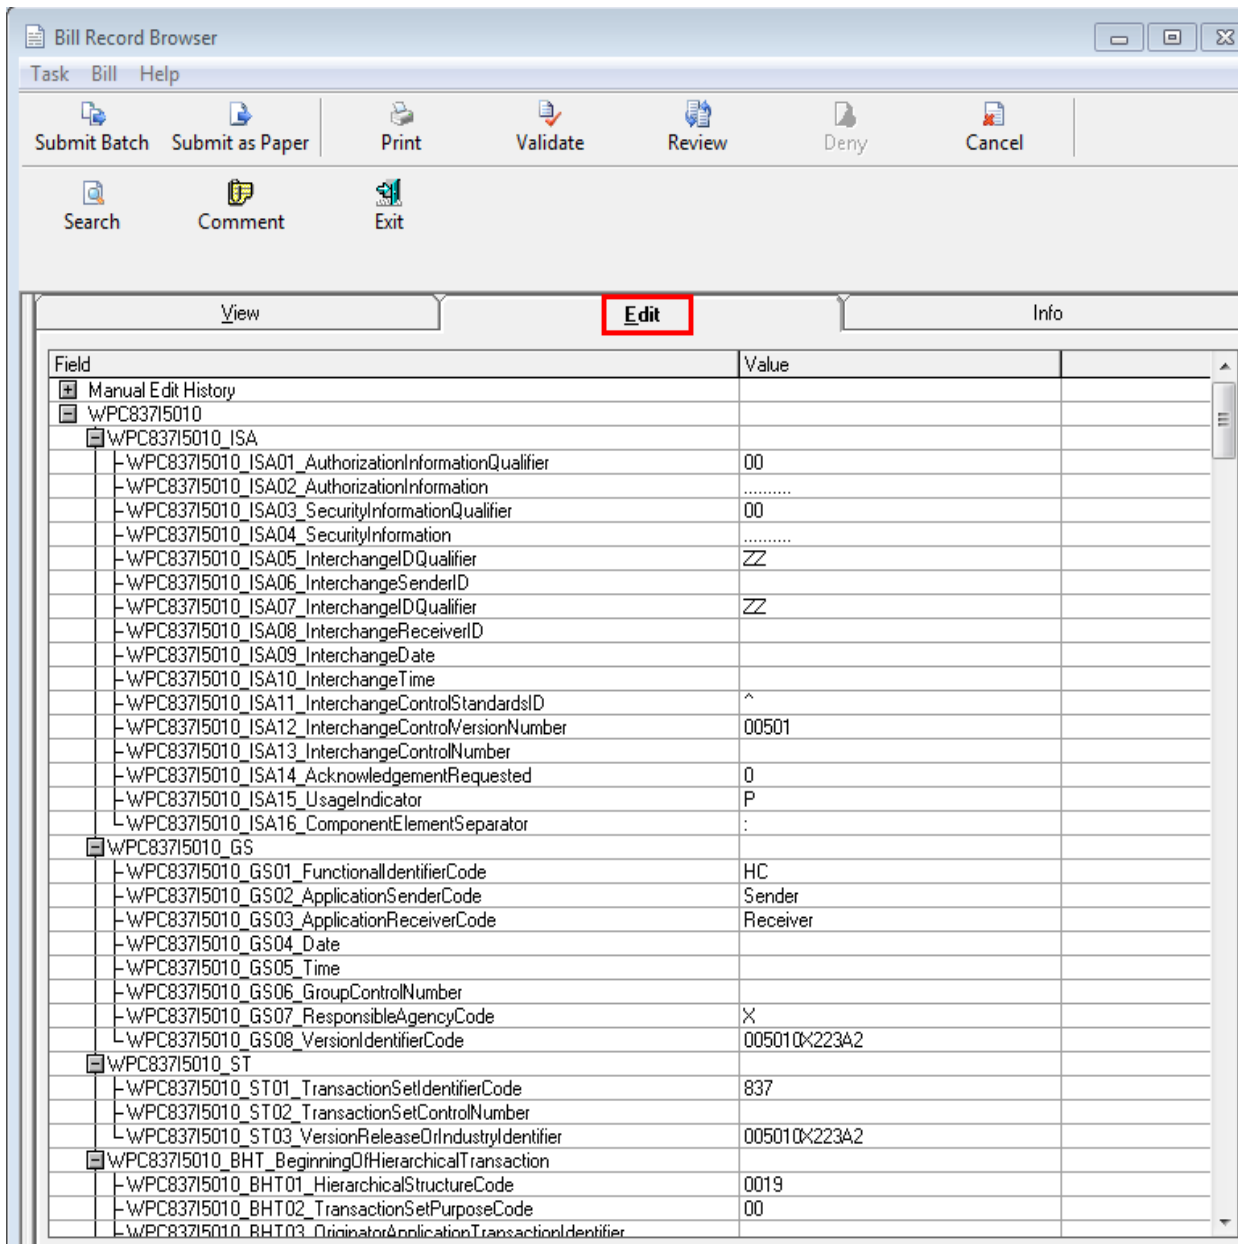 Bill Record Browser
Task Bill Help
Submit Batch Submit as Paper Print Validate Review Deny Cancel
Search Comment Exit
View Edit Info
Field Value
Manual Edit History
WPC837I5010
WPC837I5010_ISA
WPC837I5010_ISA01_AuthorizationInformationQualifier 00
WPC837I5010_ISA02_AuthorizationInformation ..........
WPC837I5010_ISA03_SecurityInformationQualifier 00
WPC837I5010_ISA04_SecurityInformation ..........
WPC837I5010_ISA05_InterchangeIDQualifier ZZ
WPC837I5010_ISA06_InterchangeSenderID
WPC837I5010_ISA07_InterchangeIDQualifier ZZ
WPC837I5010_ISA08_InterchangeReceiverID
WPC837I5010_ISA09_InterchangeDate
WPC837I5010_ISA10_InterchangeTime
WPC837I5010_ISA11_InterchangeControlStandardsID ^
WPC837I5010_ISA12_InterchangeControlVersionNumber 00501
WPC837I5010_ISA13_InterchangeControlNumber
WPC837I5010_ISA14_AcknowledgementRequested 0
WPC837I5010_ISA15_UsageIndicator P
WPC837I5010_ISA16_ComponentElementSeparator :
WPC837I5010_GS
WPC837I5010_GS01_FunctionalIdentifierCode HC
WPC837I5010_GS02_ApplicationSenderCode Sender
WPC837I5010_GS03_ApplicationReceiverCode Receiver
WPC837I5010_GS04_Date
WPC837I5010_GS05_Time
WPC837I5010_GS06_GroupControlNumber
WPC837I5010_GS07_ResponsibleAgencyCode X
WPC837I5010_GS08_VersionIdentifierCode 005010X223A2
WPC837I5010_ST
WPC837I5010_ST01_TransactionSetIdentifierCode 837
WPC837I5010_ST02_TransactionSetControlNumber
WPC837I5010_ST03_VersionReleaseOrIndustryIdentifier 005010X223A2
WPC837I5010_BHT_BeginningOfHierarchicalTransaction
WPC837I5010_BHT01_HierarchicalStructureCode 0019
WPC837I5010_BHT02_TransactionSetPurposeCode 00
WPC837I5010_BHT03_OriginatorApplicationTransactionIdentifier